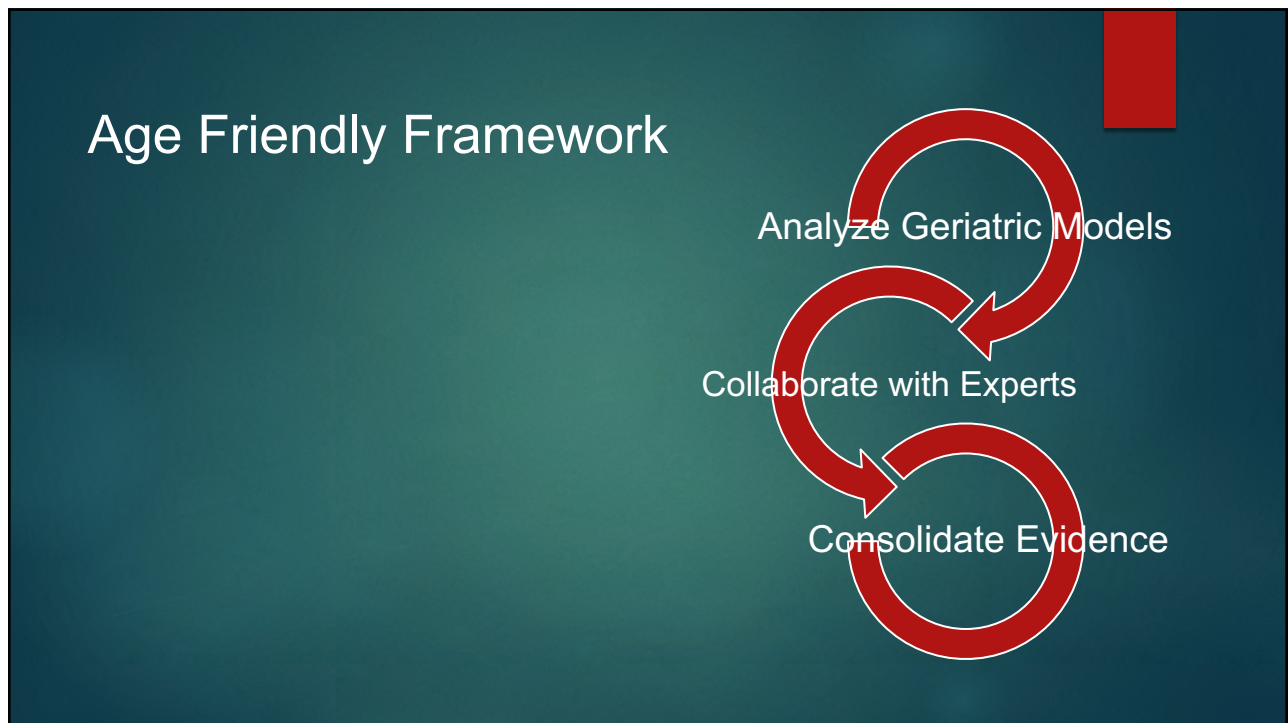 Age Friendly Framework
Analyze Geriatric Models
Collaborate with Experts
Consolidate Evidence